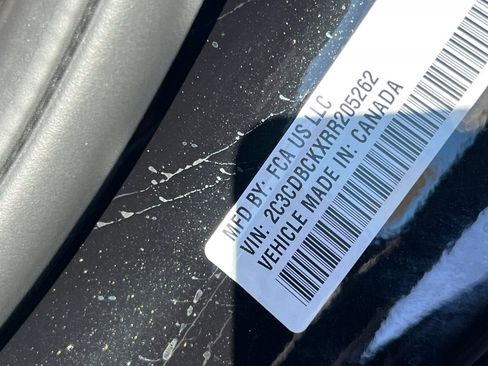 MFD BY: FCA US LLC
VIN: 2C3CDBCKXRR205262
VEHICLE MADE IN: CANADA